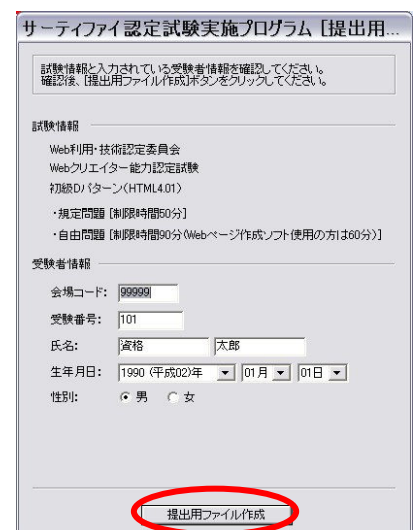 サーティファイ認定試験実施プログラム [提出用...
試験情報と入力されている受験者情報を確認してください。
確認後、[提出用ファイル作成]ボタンをクリックしてください。
試験情報
Web利用・技術認定委員会
Webクリエイター能力認定試験
初級Dパターン(HTML4.01)
・規定問題 [制限時間50分]
・自由問題 [制限時間90分(Webページ作成ソフト使用の方は60分)]
受験者情報
会場コード: 99999
受験番号: 101
氏名: 資格 太郎
生年月日: 1990 (平成02)年 01月 01日
性別: 男 女
提出用ファイル作成